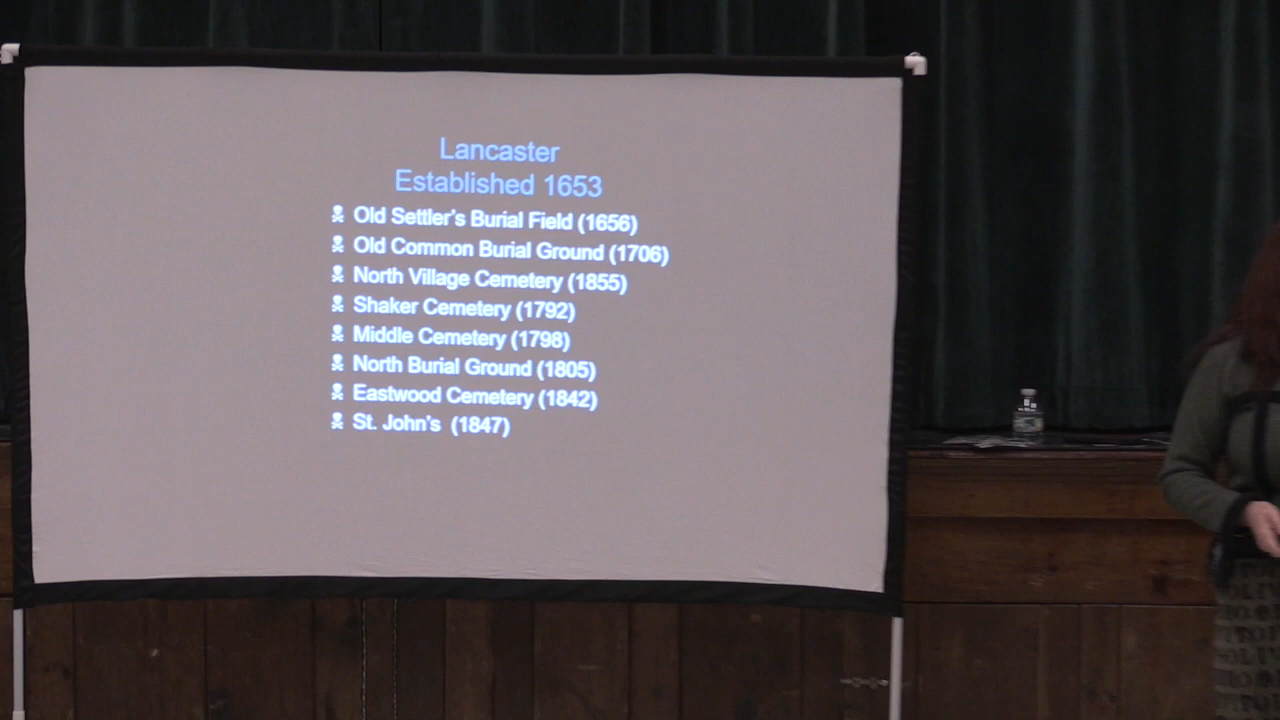 Lancaster
Established 1653
☠ Old Settler's Burial Field (1656)
☠ Old Common Burial Ground (1706)
☠ North Village Cemetery (1855)
☠ Shaker Cemetery (1792)
☠ Middle Cemetery (1798)
☠ North Burial Ground (1805)
☠ Eastwood Cemetery (1842)
☠ St. John's (1847)